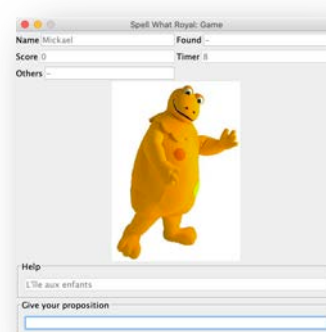 Spell What Royal: Game
Name Mickael Found -
Score 0 Timer 8
Others -
Help
L'île aux enfants
Give your proposition